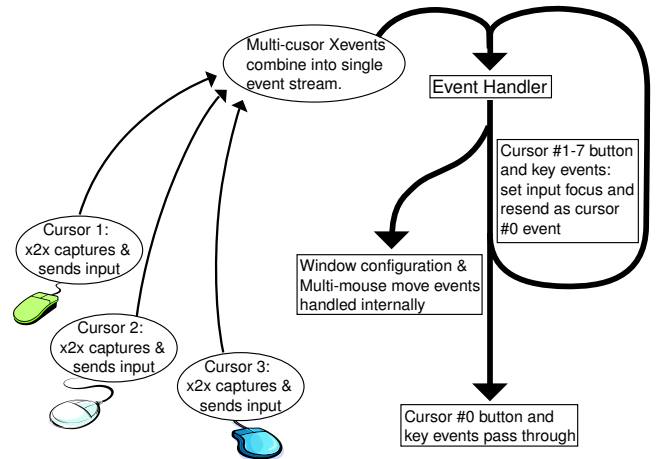 Multi-cusor Xevents
combine into single
event stream.
Event Handler
Cursor #1-7 button
and key events:
set input focus and
resend as cursor
#0 event
Cursor 1:
x2x captures &
sends input
Window configuration &
Multi-mouse move events
handled internally
Cursor 2:
x2x captures &
sends input
Cursor 3:
x2x captures &
sends input
Cursor #0 button and
key events pass through